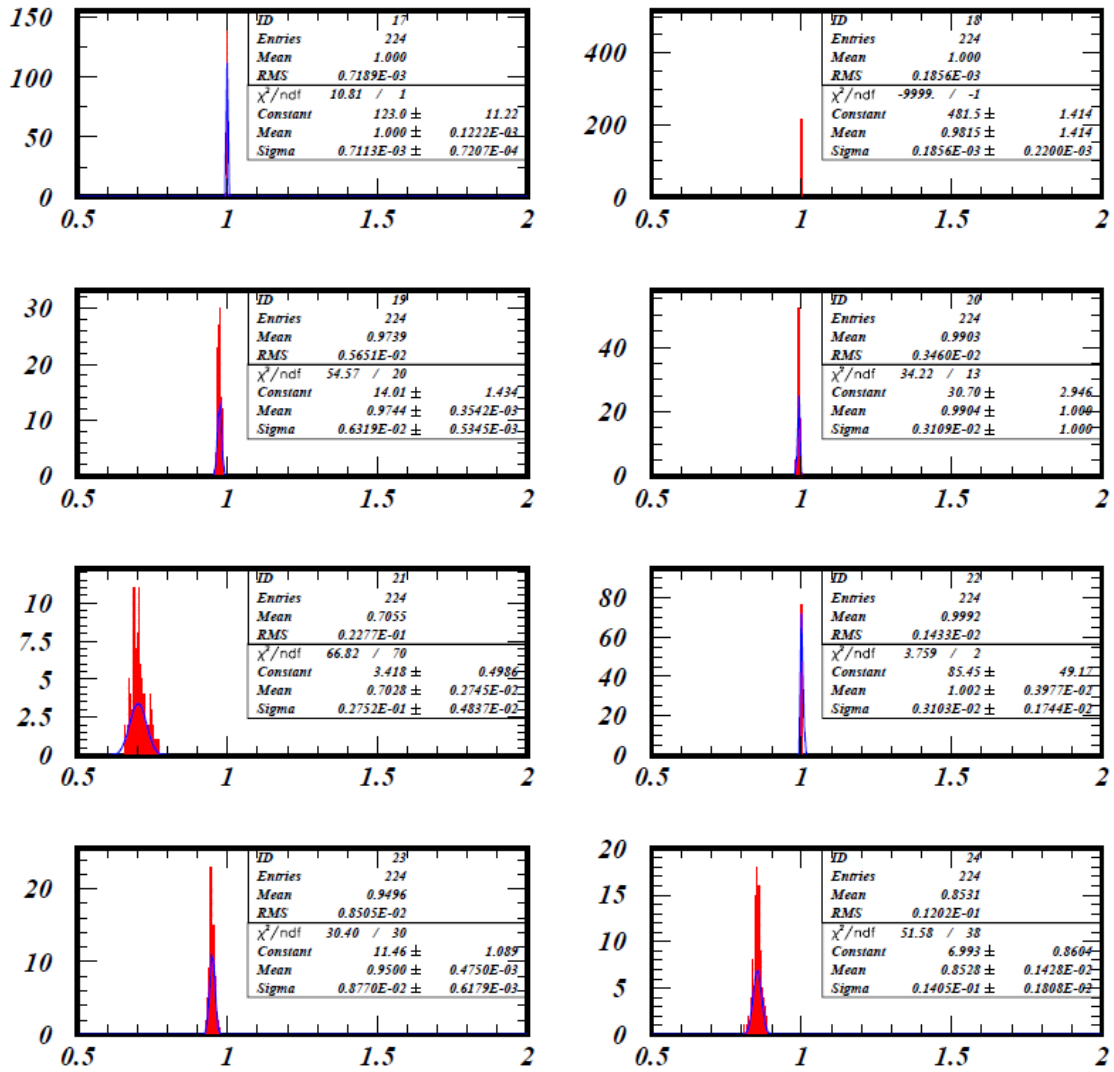 150
100
50
0
0.5 1 1.5 2
ID 17
Entries 224
Mean 1.000
RMS 0.7189E-03
χ²/ndf 10.81 / 1
Constant 123.0 ± 11.22
Mean 1.000 ± 0.1222E-03
Sigma 0.7113E-03 ± 0.7207E-04
400
200
0
0.5 1 1.5 2
ID 18
Entries 224
Mean 1.000
RMS 0.1856E-03
χ²/ndf -9999. / -1
Constant 481.5 ± 1.414
Mean 0.9815 ± 1.414
Sigma 0.1856E-03 ± 0.2200E-03
30
20
10
0
0.5 1 1.5 2
ID 19
Entries 224
Mean 0.9739
RMS 0.5651E-02
χ²/ndf 54.57 / 20
Constant 14.01 ± 1.434
Mean 0.9744 ± 0.3542E-03
Sigma 0.6319E-02 ± 0.5345E-03
40
20
0
0.5 1 1.5 2
ID 20
Entries 224
Mean 0.9903
RMS 0.3460E-02
χ²/ndf 34.22 / 13
Constant 30.70 ± 2.946
Mean 0.9904 ± 1.000
Sigma 0.3109E-02 ± 1.000
10
7.5
5
2.5
0
0.5 1 1.5 2
ID 21
Entries 224
Mean 0.7055
RMS 0.2277E-01
χ²/ndf 66.82 / 70
Constant 3.418 ± 0.4986
Mean 0.7028 ± 0.2745E-02
Sigma 0.2752E-01 ± 0.4837E-02
80
60
40
20
0
0.5 1 1.5 2
ID 22
Entries 224
Mean 0.9992
RMS 0.1433E-02
χ²/ndf 3.759 / 2
Constant 85.45 ± 49.17
Mean 1.002 ± 0.3977E-02
Sigma 0.3103E-02 ± 0.1744E-02
20
10
0
0.5 1 1.5 2
ID 23
Entries 224
Mean 0.9496
RMS 0.8505E-02
χ²/ndf 30.40 / 30
Constant 11.46 ± 1.089
Mean 0.9500 ± 0.4750E-03
Sigma 0.8770E-02 ± 0.6179E-03
20
15
10
5
0
0.5 1 1.5 2
ID 24
Entries 224
Mean 0.8531
RMS 0.1202E-01
χ²/ndf 51.58 / 38
Constant 6.993 ± 0.8604
Mean 0.8528 ± 0.1428E-02
Sigma 0.1405E-01 ± 0.1808E-02